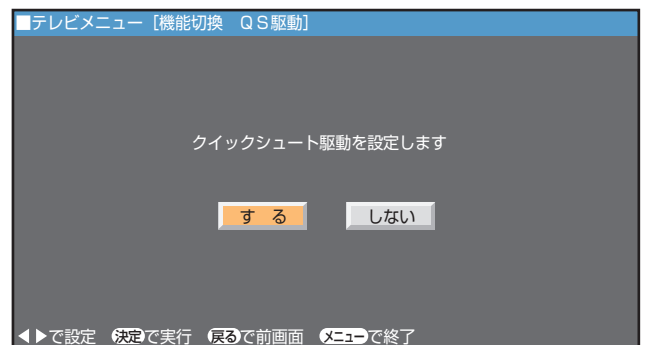 ■テレビメニュー［機能切換　ＱＳ駆動］
クイックシュート駆動を設定します
す　る　しない
◀▶で設定　決定で実行　戻るで前画面　メニューで終了